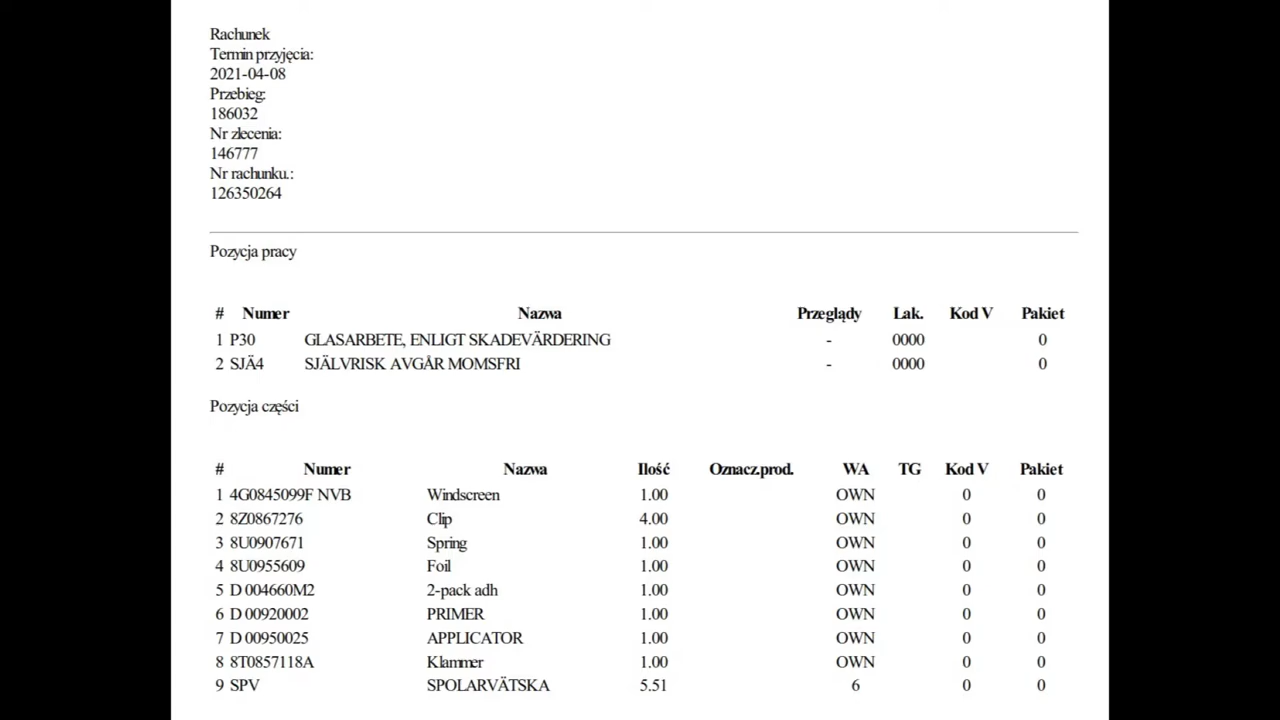 Rachunek
Termin przyjęcia:
2021-04-08
Przebieg:
186032
Nr zlecenia:
146777
Nr rachunku.:
126350264
Pozycja pracy
# Numer Nazwa Przeglądy Lak. Kod V Pakiet
1 P30 GLASARBETE, ENLIGT SKADEVÄRDERING - 0000 0
2 SJÄ4 SJÄLVRISK AVGÅR MOMSFRI - 0000 0
Pozycja części
# Numer Nazwa Ilość Oznacz.prod. WA TG Kod V Pakiet
1 4G0845099F NVB Windscreen 1.00 OWN 0 0
2 8Z0867276 Clip 4.00 OWN 0 0
3 8U0907671 Spring 1.00 OWN 0 0
4 8U0955609 Foil 1.00 OWN 0 0
5 D 004660M2 2-pack adh 1.00 OWN 0 0
6 D 00920002 PRIMER 1.00 OWN 0 0
7 D 00950025 APPLICATOR 1.00 OWN 0 0
8 8T0857118A Klammer 1.00 OWN 0 0
9 SPV SPOLARVÄTSKA 5.51 6 0 0